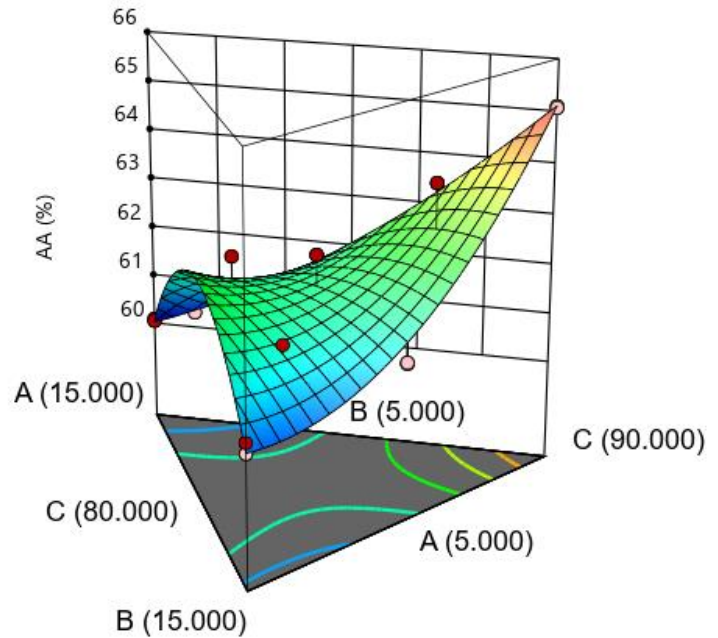 66
65
64
63
62
61
60
AA (%)
A (15.000)
B (5.000)
C (90.000)
C (80.000)
A (5.000)
B (15.000)